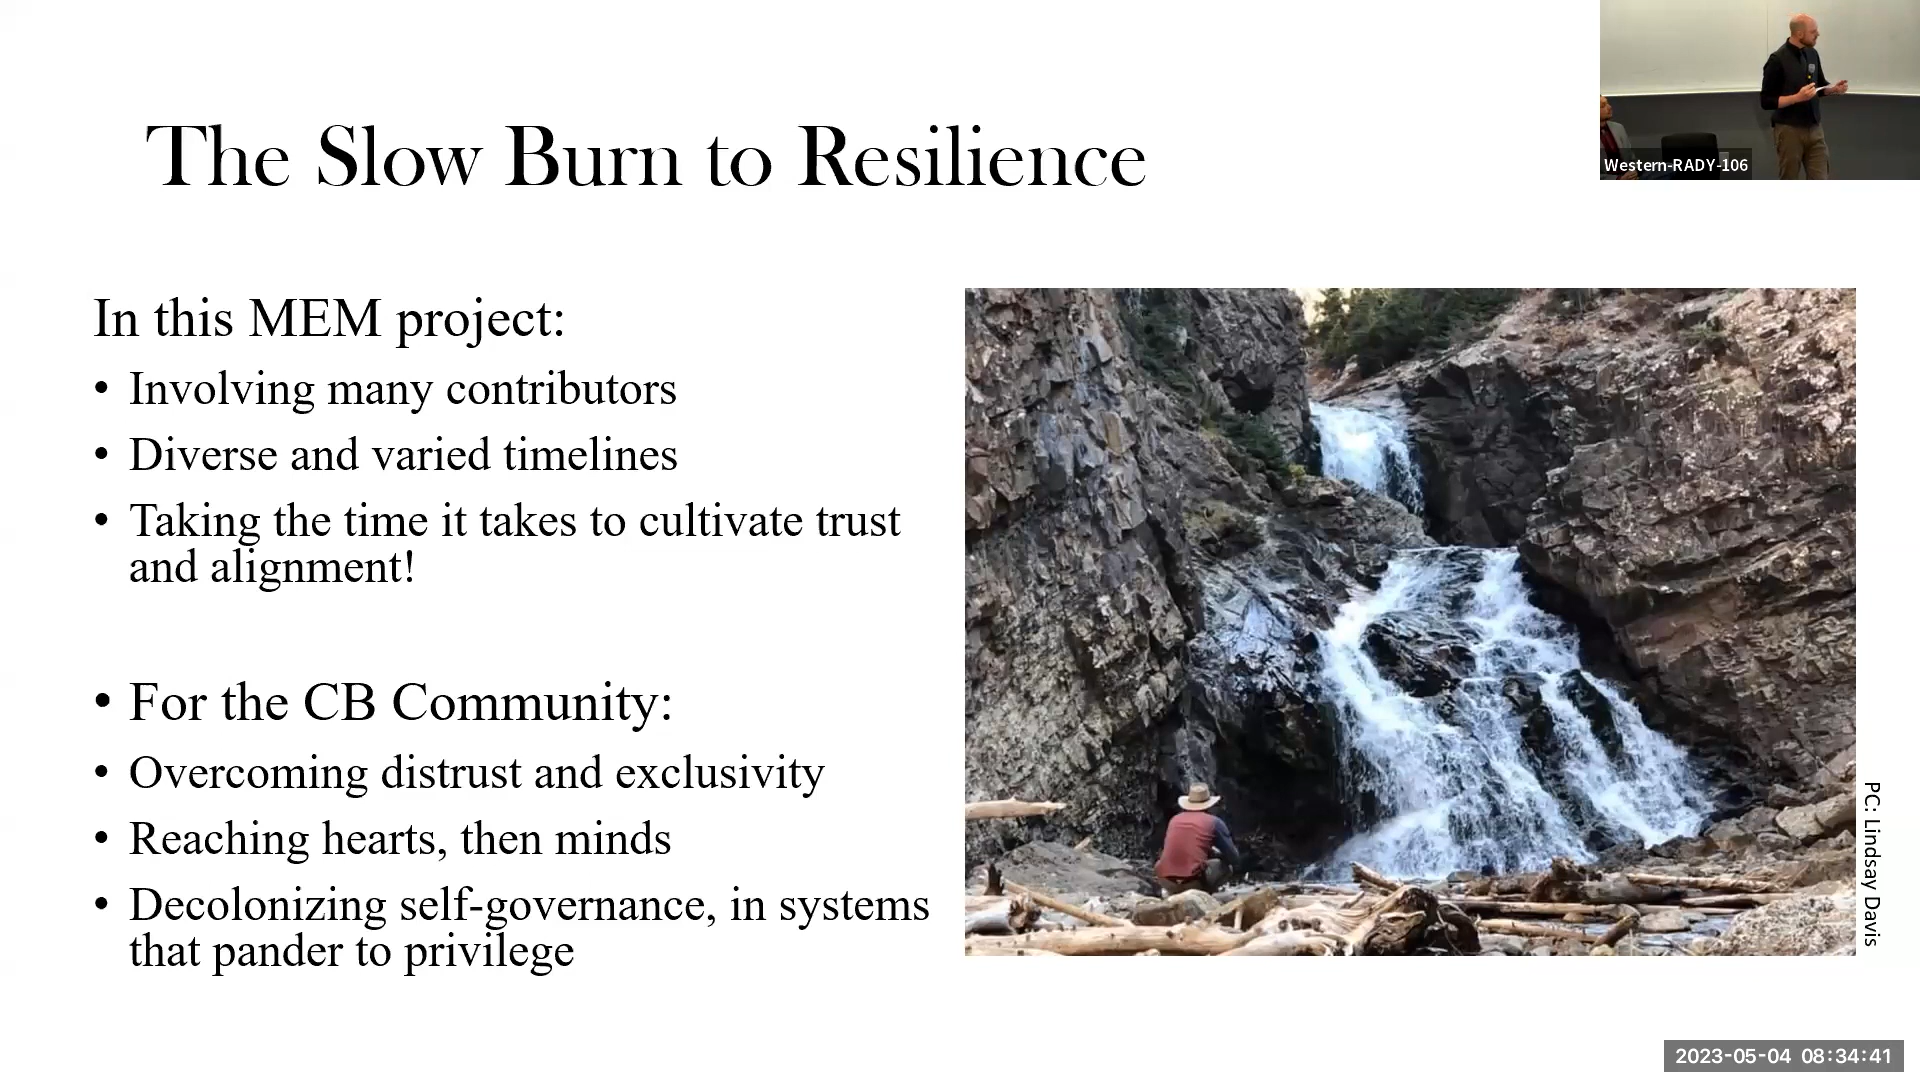 The Slow Burn to Resilience
Western-RADY-106
In this MEM project:
• Involving many contributors
• Diverse and varied timelines
• Taking the time it takes to cultivate trust
and alignment!
• For the CB Community:
• Overcoming distrust and exclusivity
• Reaching hearts, then minds
• Decolonizing self-governance, in systems
that pander to privilege
PC: Lindsay Davis
2023-05-04 08:34:41